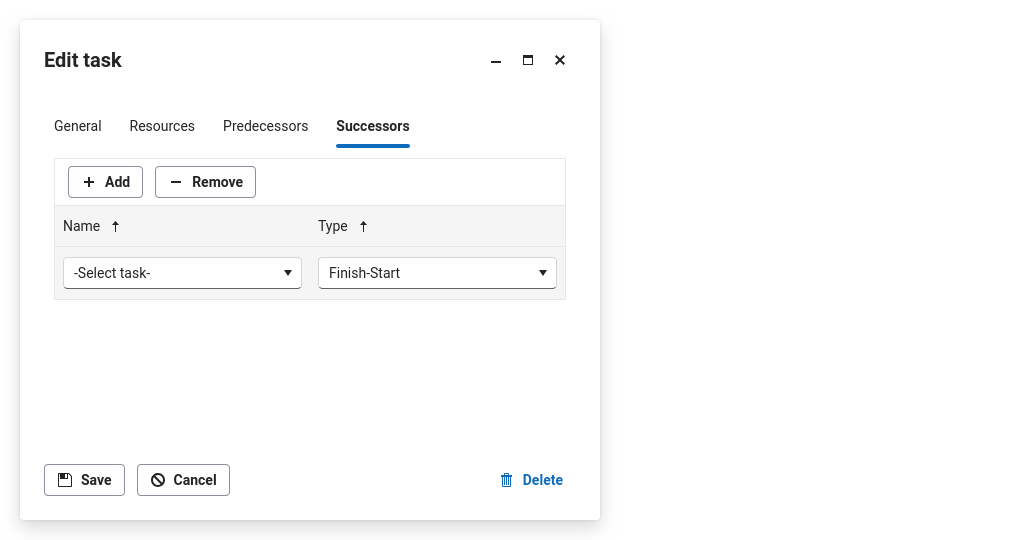 Edit task
General Resources Predecessors Successors
Add Remove
Name Type
-Select task- Finish-Start
Save Cancel Delete